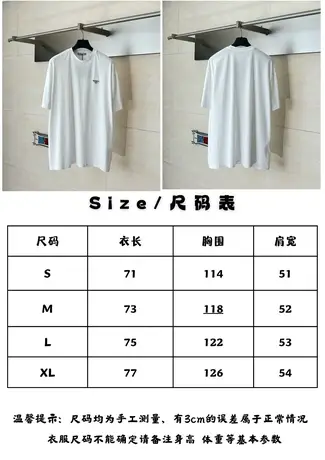 Size/尺码表
尺码 衣长 胸围 肩宽
S 71 114 51
M 73 118 52
L 75 122 53
XL 77 126 54
温馨提示：尺码均为手工测量、有3cm的误差属于正常情况
衣服尺码不能确定请备注身高 体重等基本参数